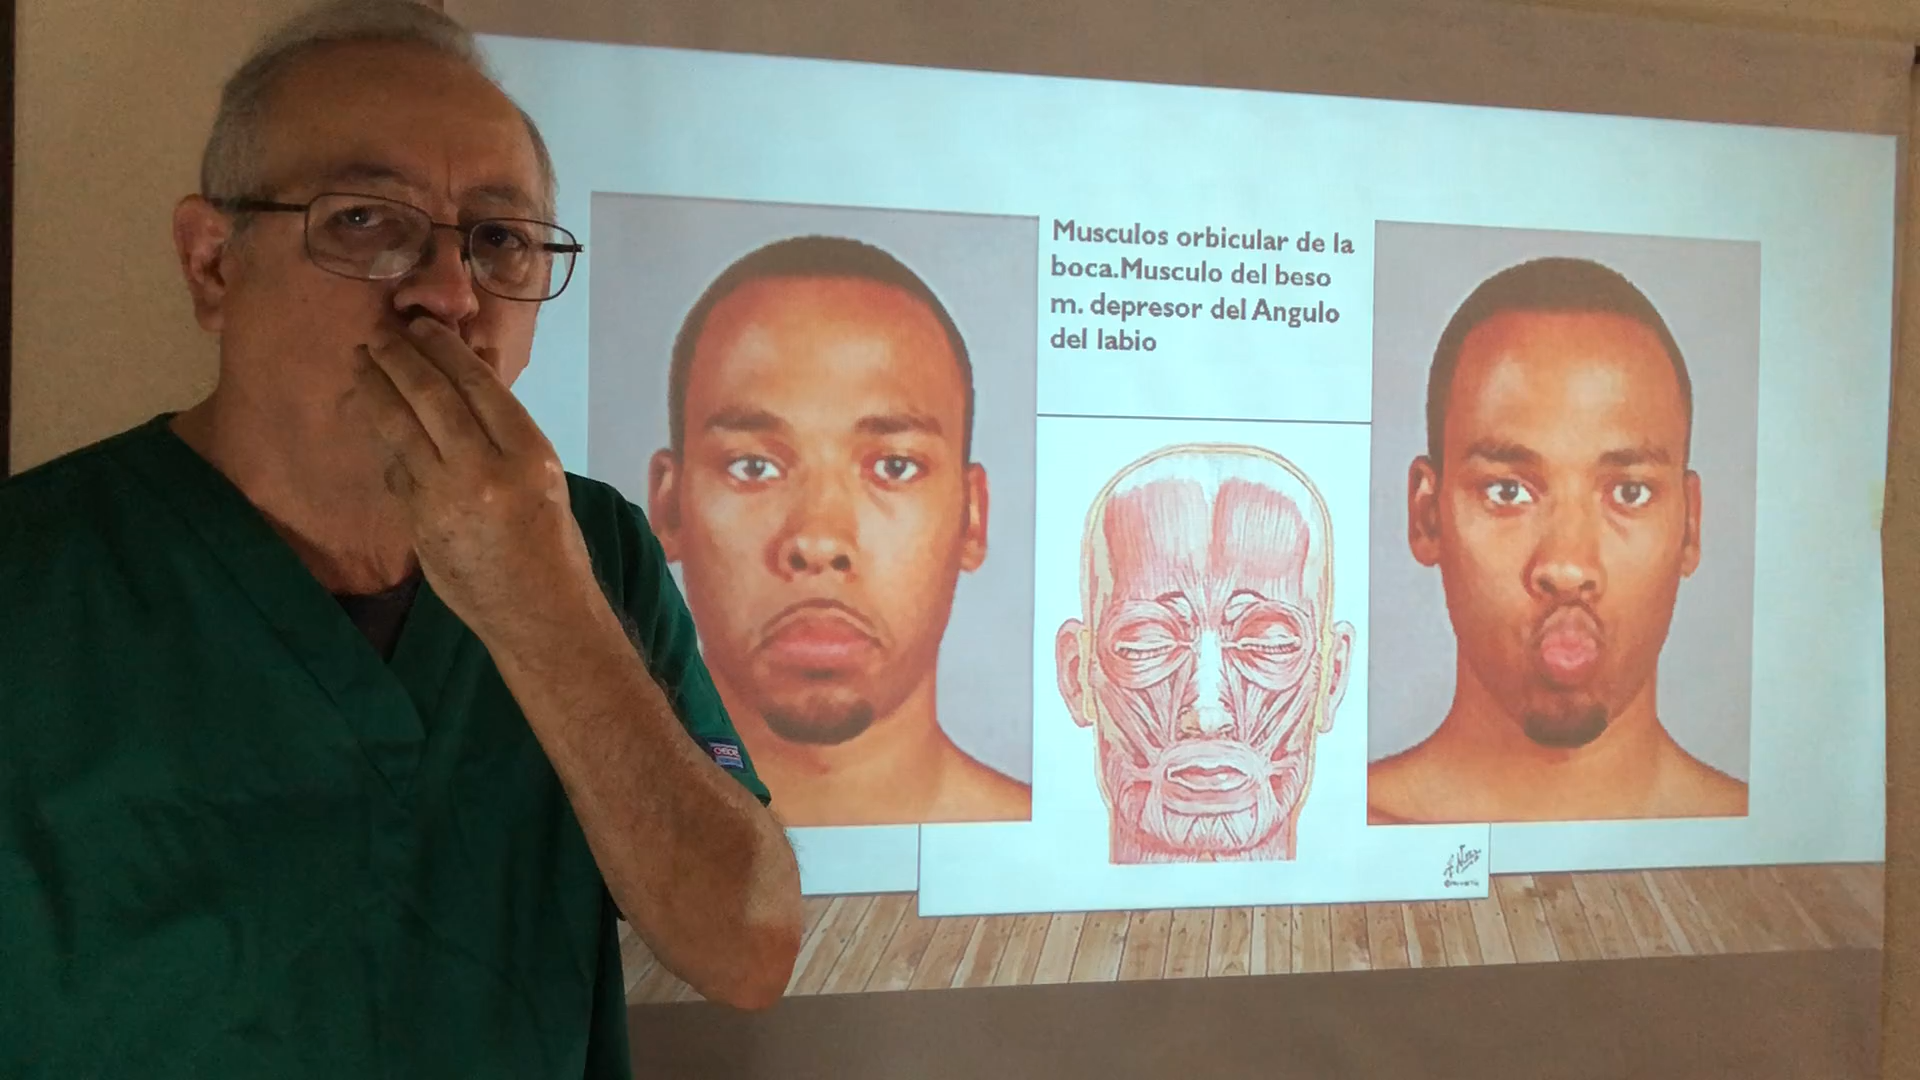 Musculos orbicular de la
boca.Musculo del beso
m. depresor del Angulo
del labio